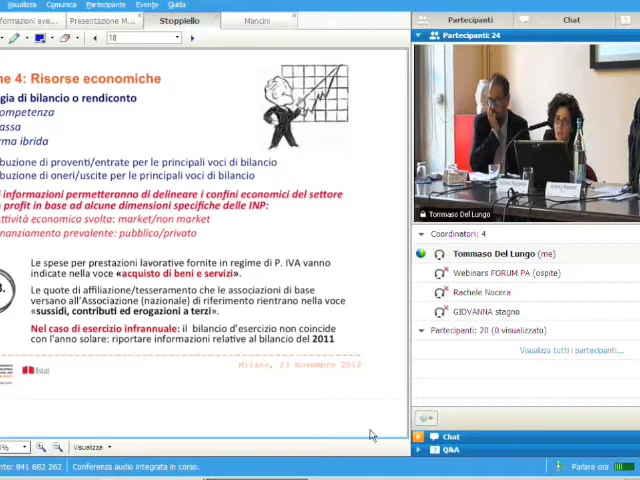 Visualizza Comunica Partecipante Evento Guida
Presentazione M...
Stoppiello
Mancini
18
Partecipanti
Chat
Partecipanti: 24
4: Risorse economiche
gia di bilancio o rendiconto
ompetenza
assa
rma ibrida
buzione di proventi/entrate per le principali voci di bilancio
buzione di oneri/uscite per le principali voci di bilancio
i informazioni permetteranno di delineare i confini economici del settore
profit in base ad alcune dimensioni specifiche delle INP:
ttività economica svolta: market/non market
nanziamento prevalente: pubblico/privato
Le spese per prestazioni lavorative fornite in regime di P. IVA vanno
indicate nella voce «acquisto di beni e servizi».
Le quote di affiliazione/tesseramento che le associazioni di base
versano all'Associazione (nazionale) di riferimento rientrano nella voce
«sussidi, contributi ed erogazioni a terzi».
Nel caso di esercizio infrannuale: il bilancio d'esercizio non coincide
con l'anno solare: riportare informazioni relative al bilancio del 2011
Istat
Milano, 23 Novembre 2012
Tommaso Del Lungo
Coordinatori: 4
Tommaso Del Lungo (me)
Webinars FORUM PA (ospite)
Rachele Nocera
GIOVANNA stagno
Partecipanti: 20 (0 visualizzato)
Visualizza tutti i partecipanti...
Chat
Q&A
Visualizza
841 682 262
Conferenza audio integrata in corso.
Parlare ora